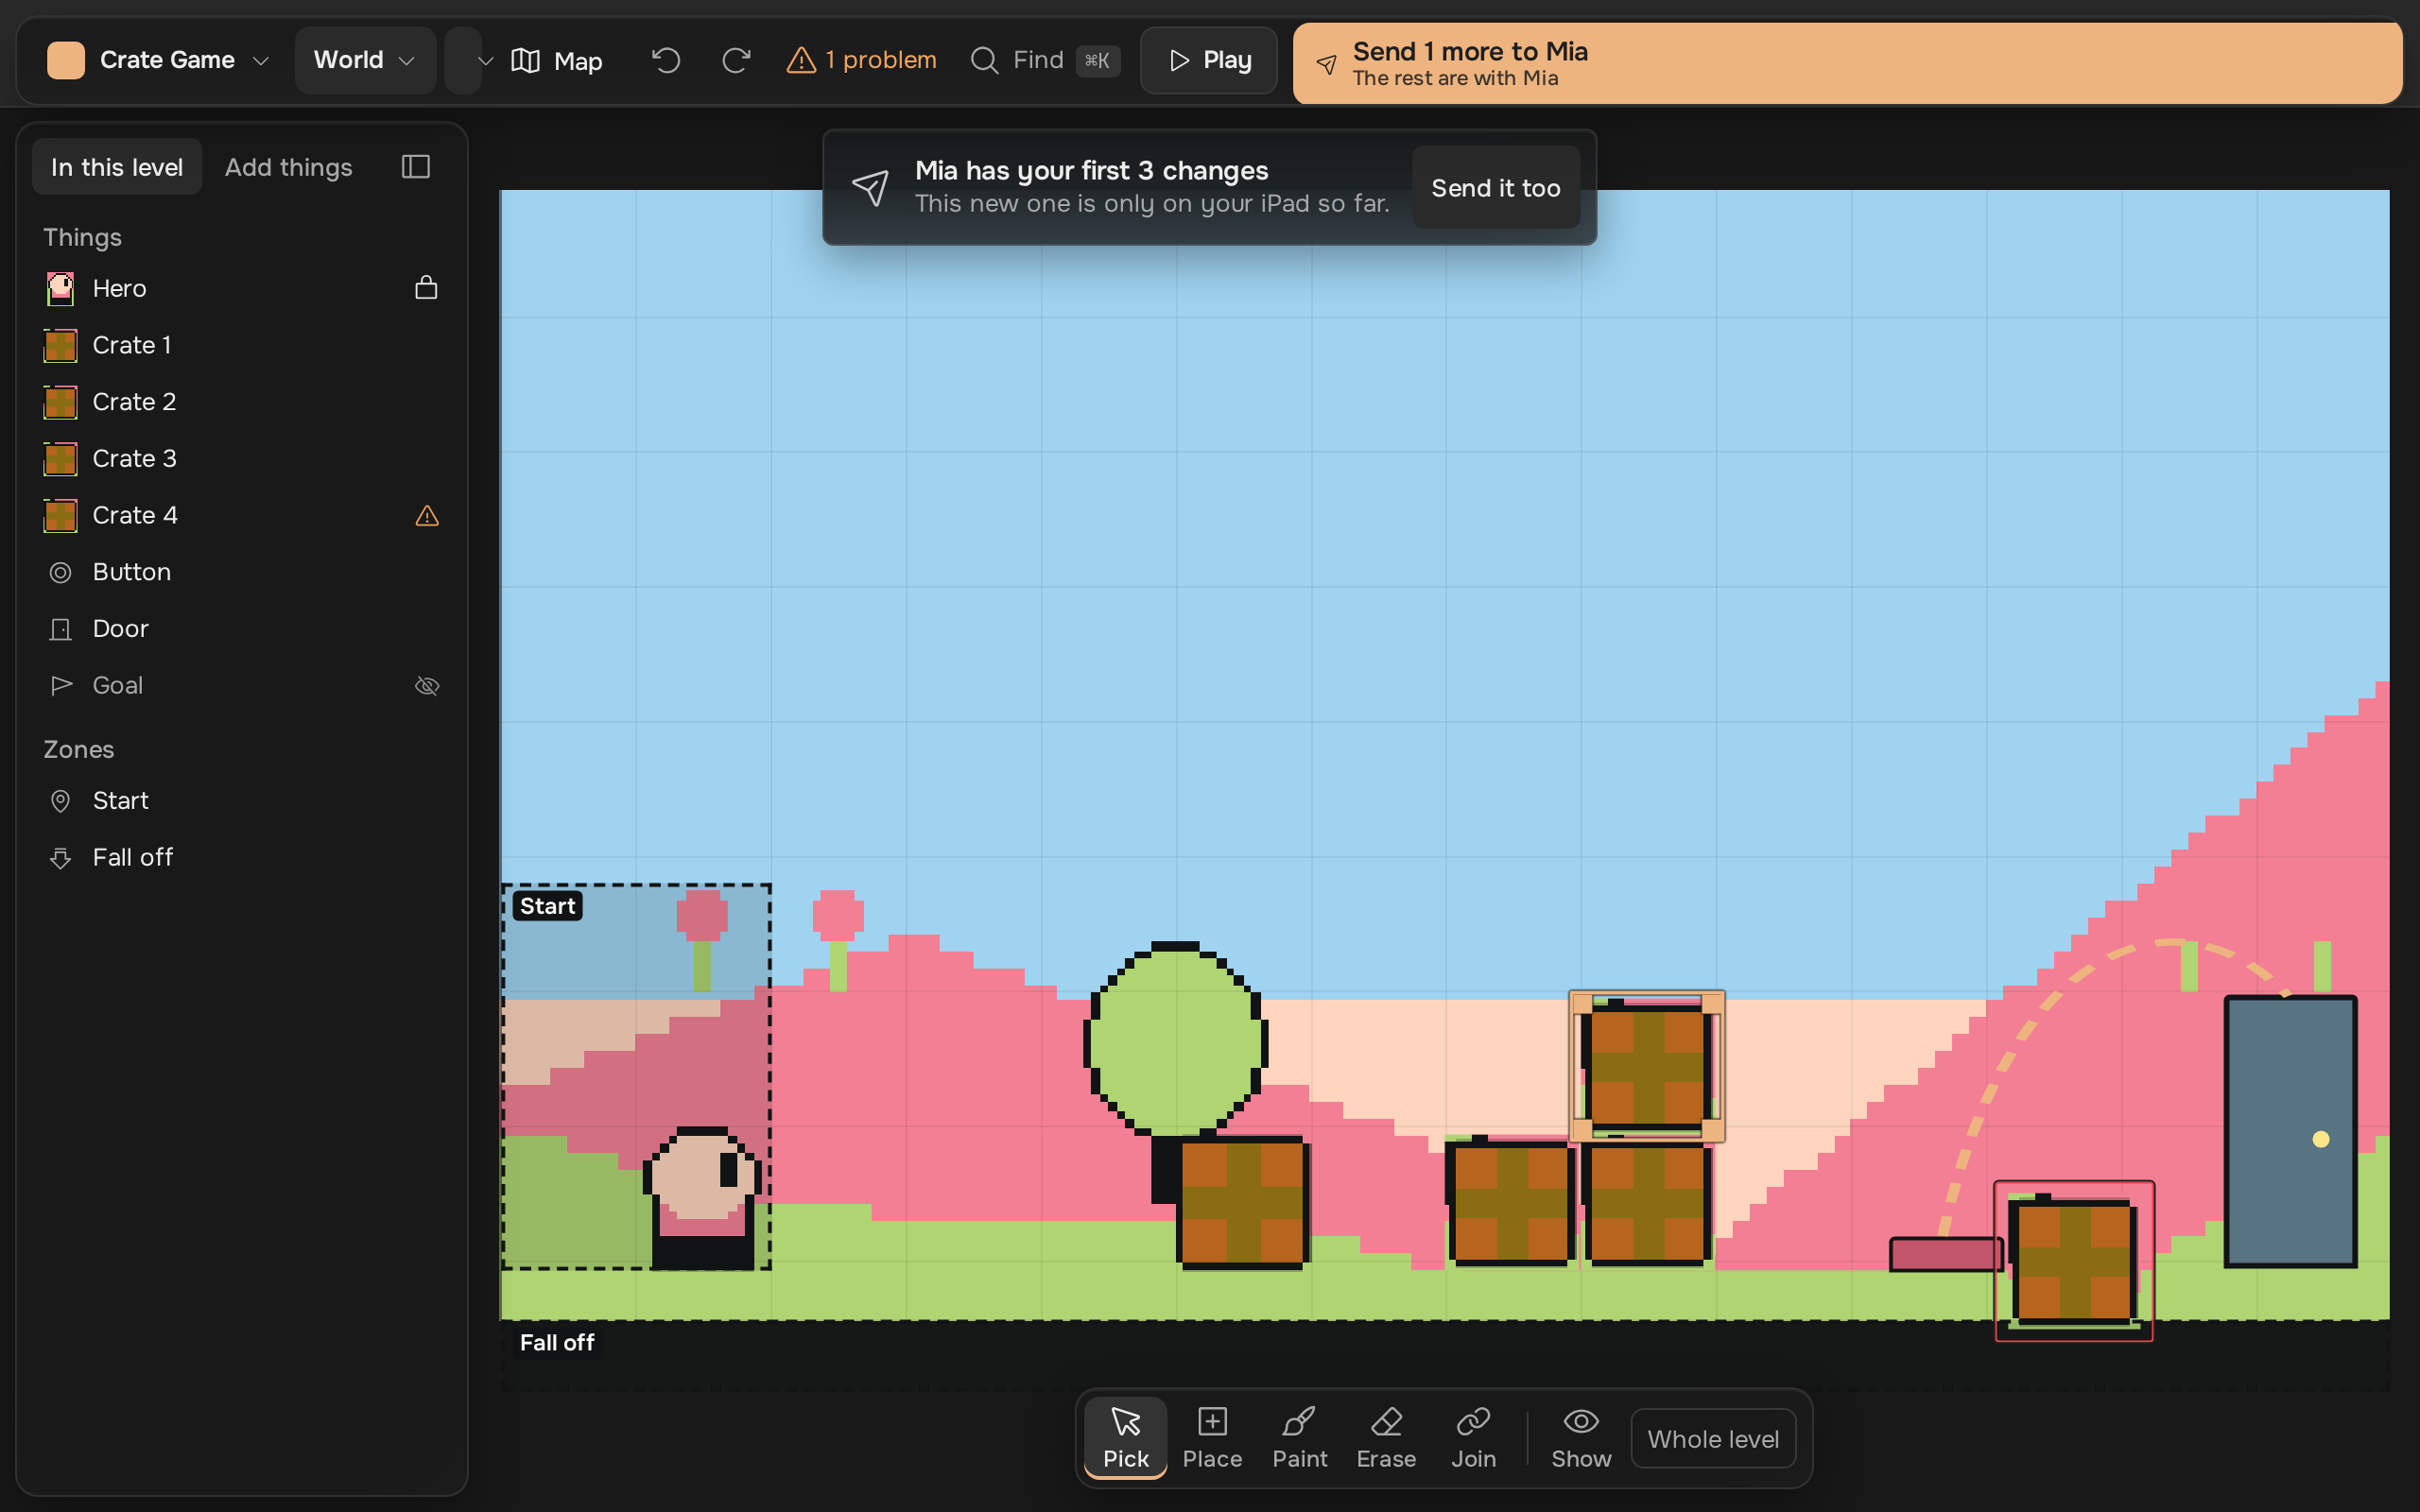 Crate Game
World
Map
1 problem
Find ⌘K
Play
Send 1 more to Mia
The rest are with Mia
In this level
Add things
Mia has your first 3 changes
This new one is only on your iPad so far.
Send it too
Things
Hero
Crate 1
Crate 2
Crate 3
Crate 4
Button
Door
Goal
Zones
Start
Fall off
Start
Fall off
Pick
Place
Paint
Erase
Join
Show
Whole level